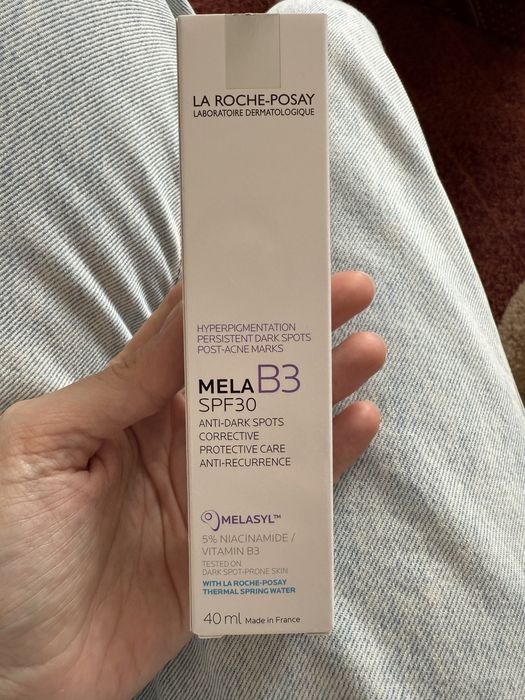 LA ROCHE-POSAY
LABORATOIRE DERMATOLOGIQUE
HYPERPIGMENTATION
PERSISTENT DARK SPOTS
POST-ACNE MARKS
MELA B3
SPF30
ANTI-DARK SPOTS
CORRECTIVE
PROTECTIVE CARE
ANTI-RECURRENCE
MELASYL™
5% NIACINAMIDE /
VITAMIN B3
TESTED ON
DARK SPOT-PRONE SKIN
WITH LA ROCHE-POSAY
THERMAL SPRING WATER
40 ml Made in France